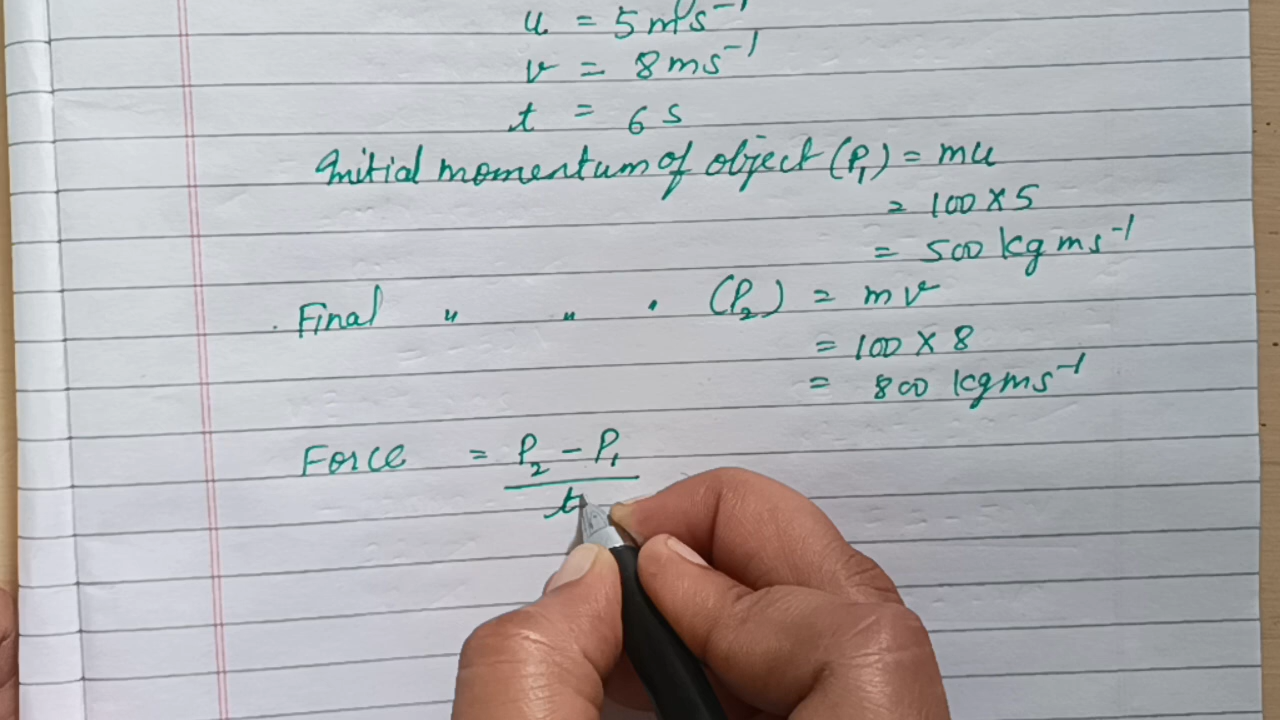 u = 5 ms⁻¹
v = 8 ms⁻¹
t = 6 s
Initial momentum of object (P₁) = mu
= 100 × 5
= 500 kg ms⁻¹
Final " " " (P₂) = mv
= 100 × 8
= 800 kgms⁻¹
Force = P₂ - P₁
t